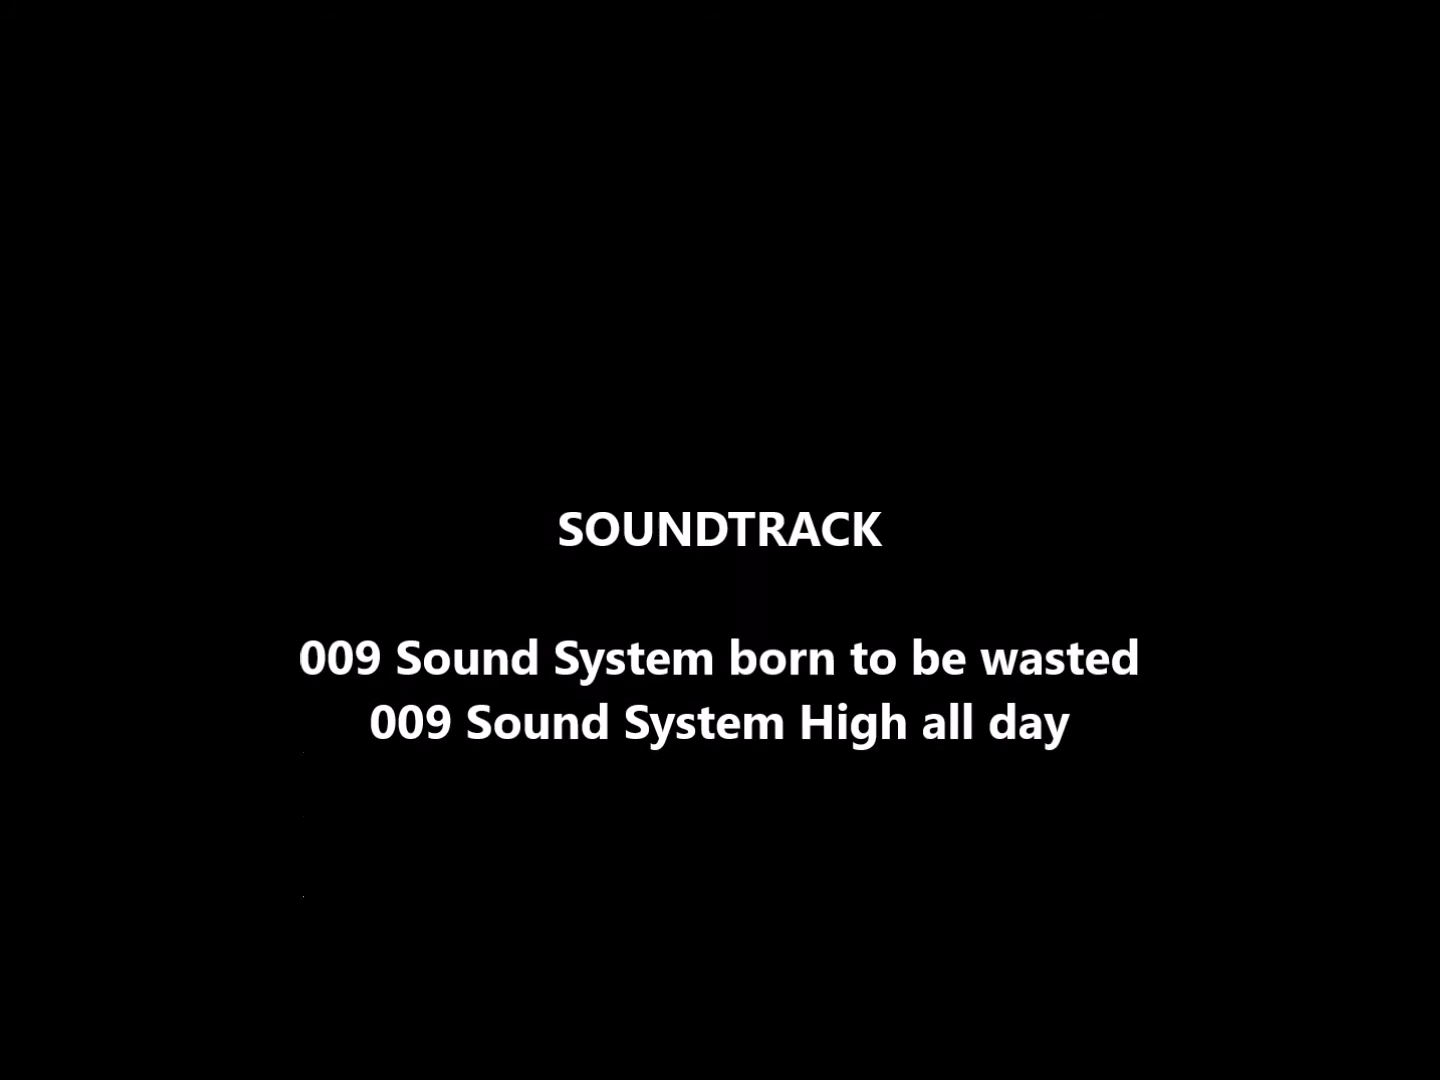 SOUNDTRACK
009 Sound System born to be wasted
009 Sound System High all day